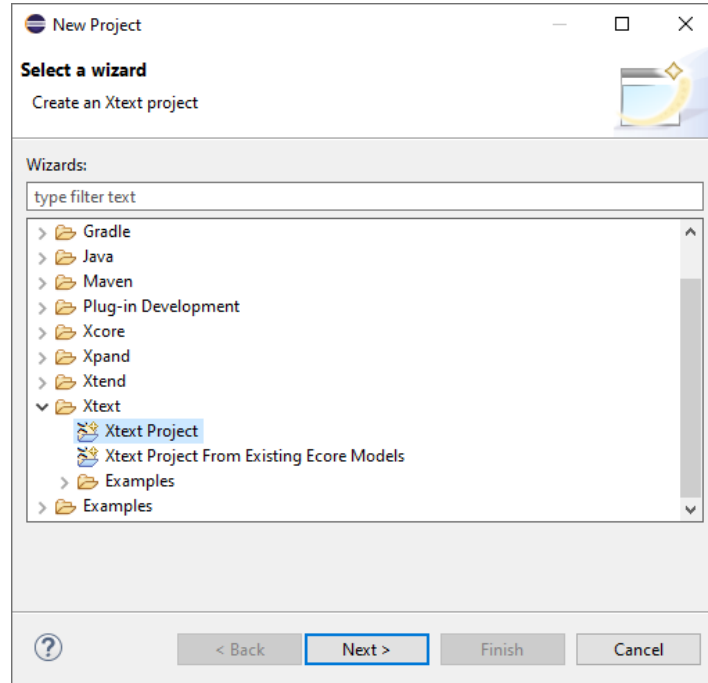 New Project
Select a wizard
Create an Xtext project
Wizards:
type filter text
Gradle
Java
Maven
Plug-in Development
Xcore
Xpand
Xtend
Xtext
Xtext Project
Xtext Project From Existing Ecore Models
Examples
Examples
? < Back Next > Finish Cancel